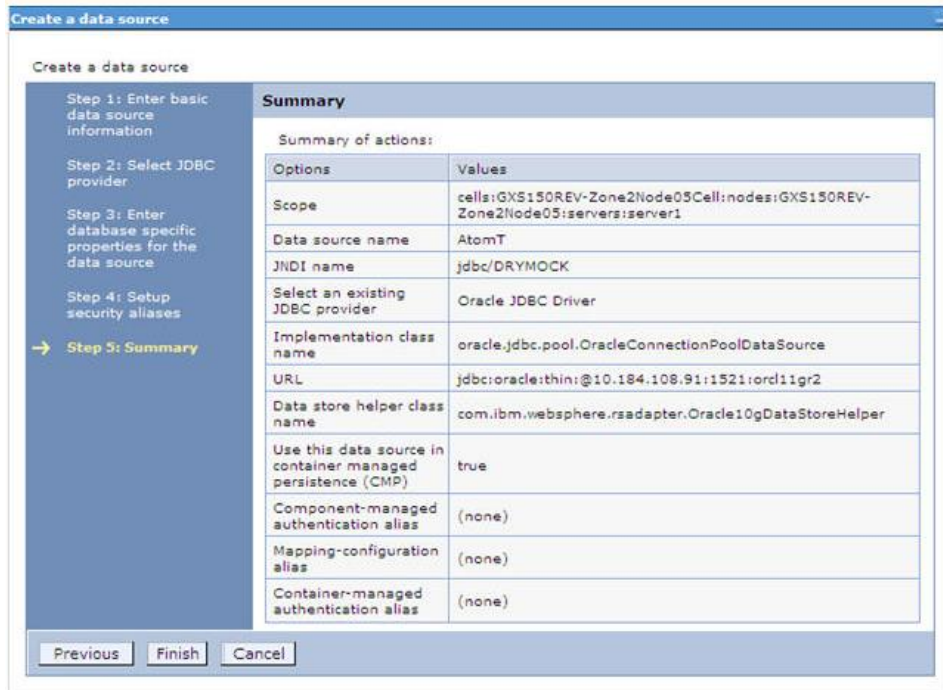 Create a data source
Create a data source
Step 1: Enter basic
data source
information
Step 2: Select JDBC
provider
Step 3: Enter
database specific
properties for the
data source
Step 4: Setup
security aliases
Step 5: Summary
Summary
Summary of actions:
Options Values
Scope cells:GXS150REV-Zone2Node05Cell:nodes:GXS150REV-
Zone2Node05:servers:server1
Data source name AtomT
JNDI name jdbc/DRYMOCK
Select an existing
JDBC provider Oracle JDBC Driver
Implementation class
name oracle.jdbc.pool.OracleConnectionPoolDataSource
URL jdbc:oracle:thin:@10.184.108.91:1521:orcl11gr2
Data store helper class
name com.ibm.websphere.rsadapter.Oracle10gDataStoreHelper
Use this data source in
container managed true
persistence (CMP)
Component-managed
authentication alias (none)
Mapping-configuration
alias (none)
Container-managed
authentication alias (none)
Previous Finish Cancel